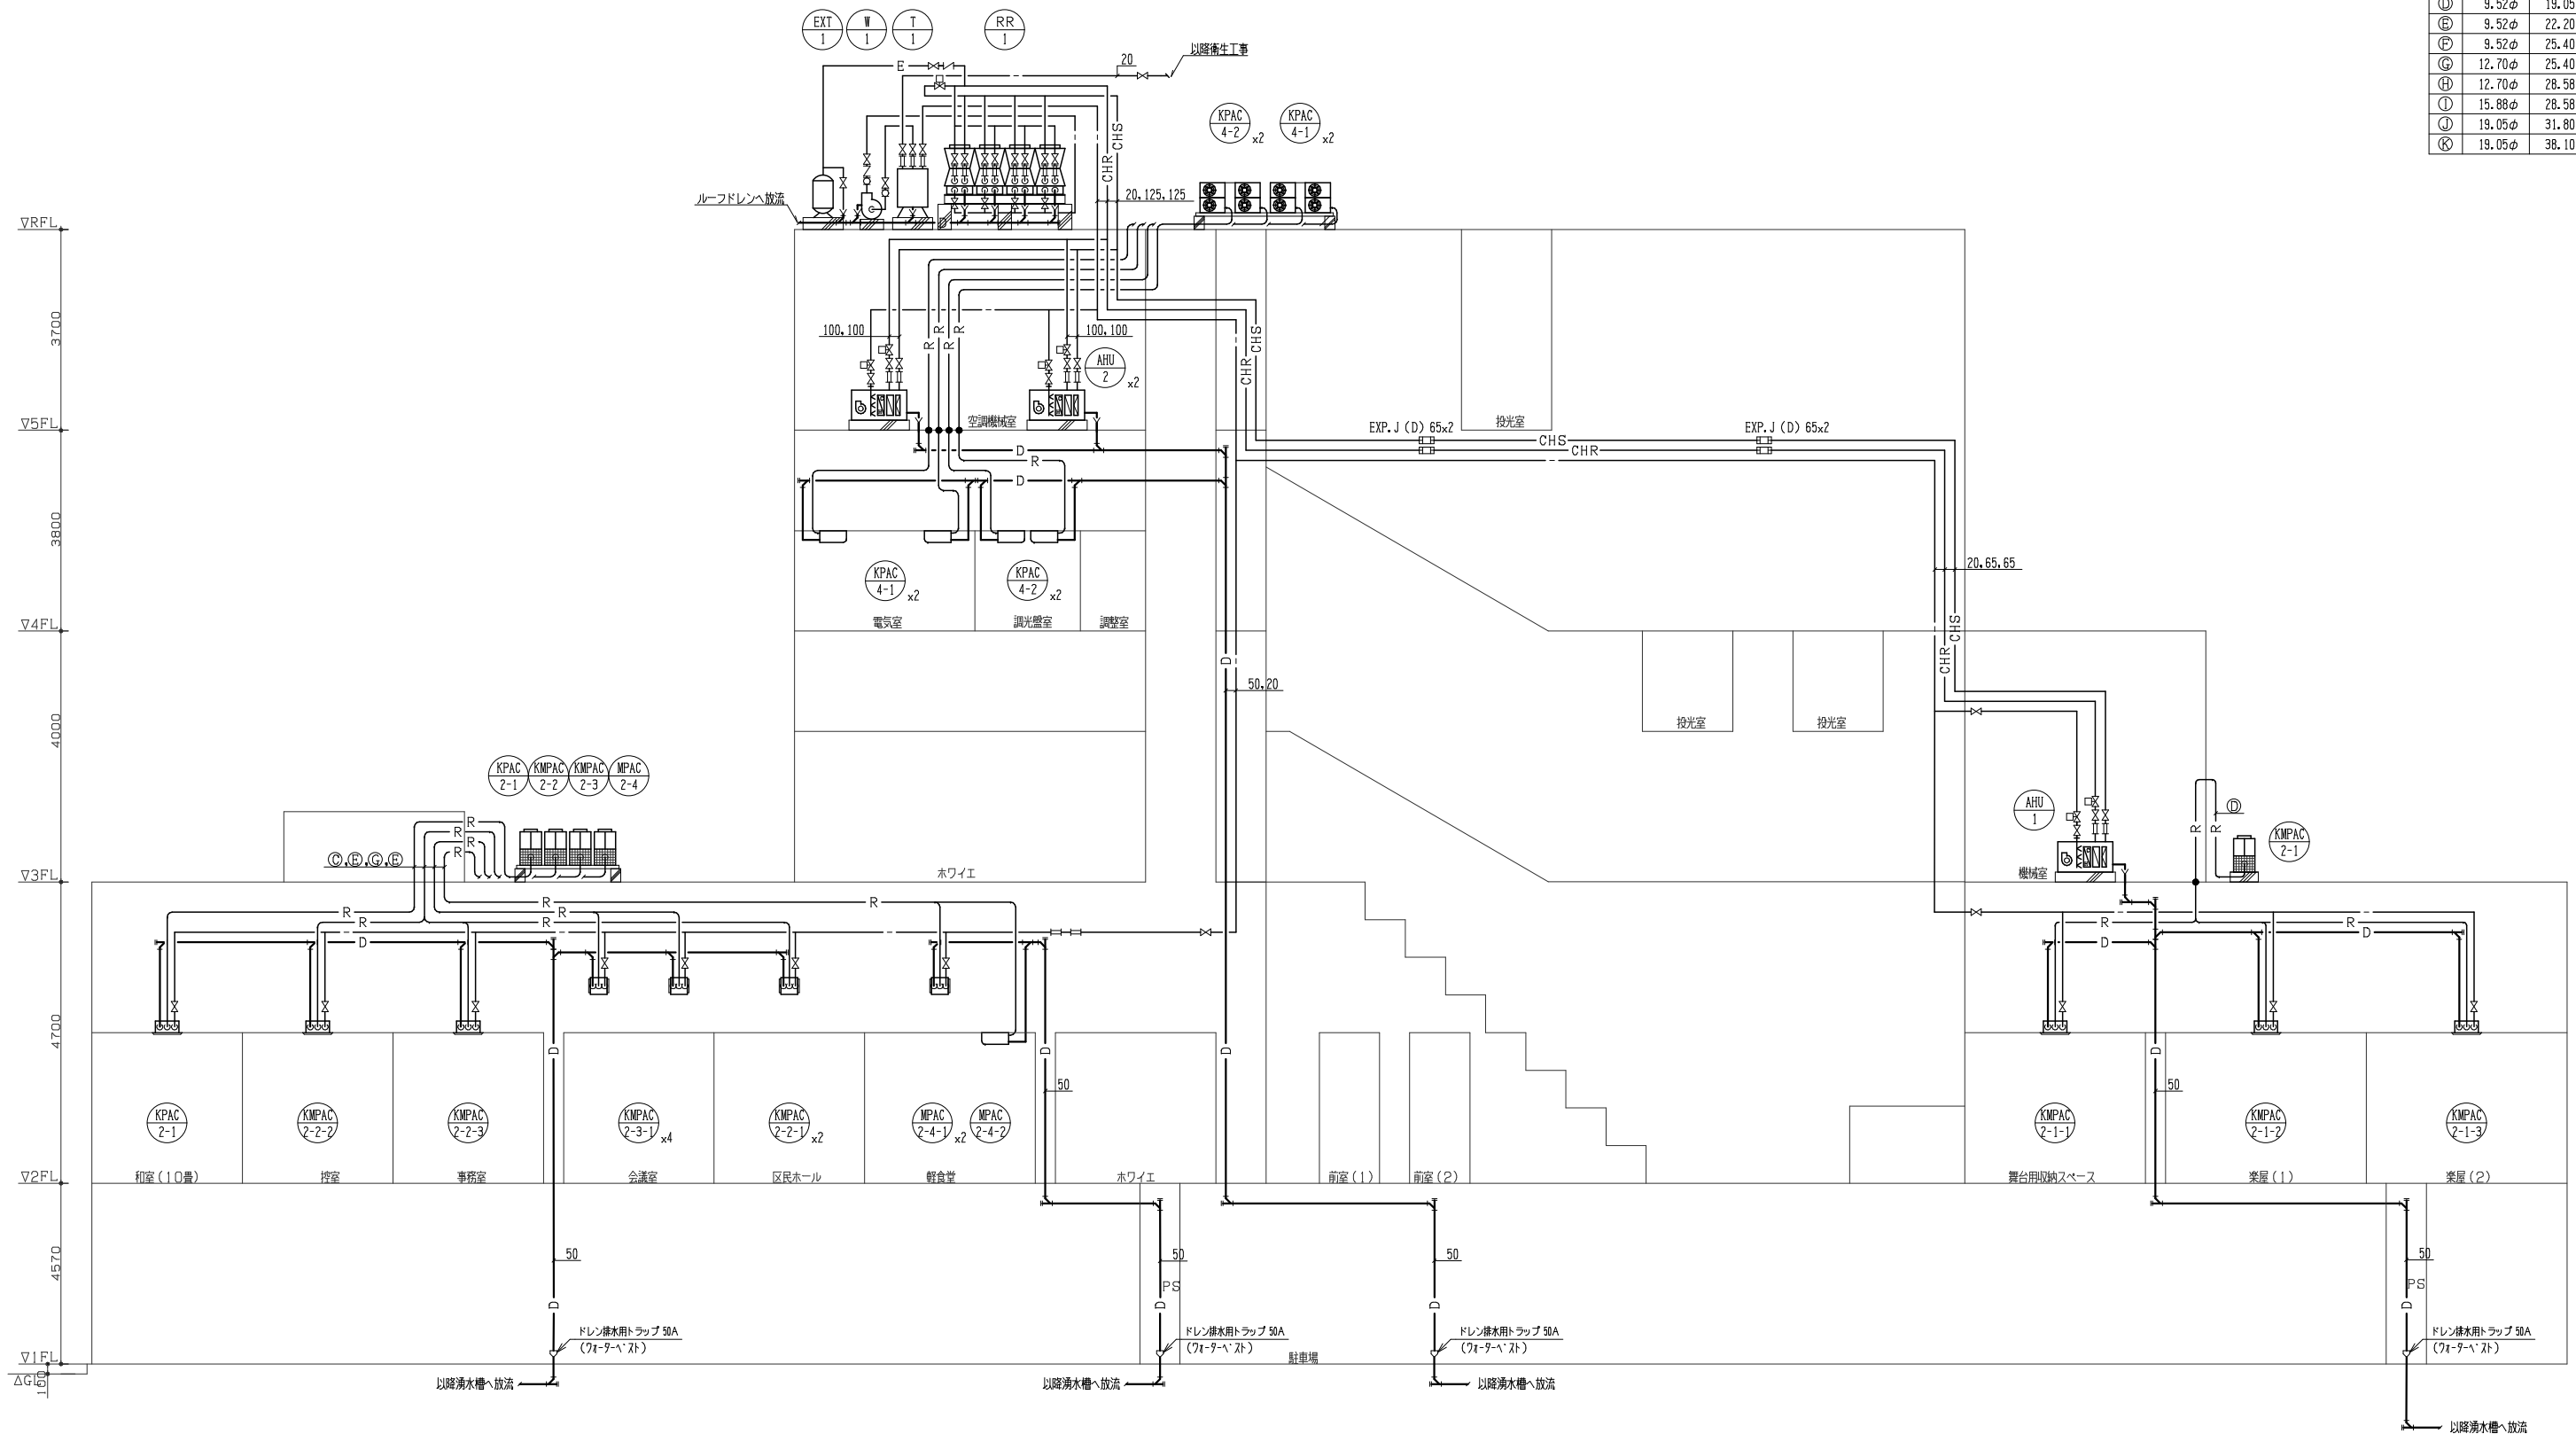 EXT 1
W 1
T 1
RR 1
以降衛生工事
20
E
Ⓓ 9.52φ 19.05
Ⓔ 9.52φ 22.20
Ⓕ 9.52φ 25.40
Ⓖ 12.70φ 25.40
Ⓗ 12.70φ 28.58
Ⓘ 15.88φ 28.58
Ⓙ 19.05φ 31.80
Ⓚ 19.05φ 38.10
KPAC 4-2 x2
KPAC 4-1 x2
CHS
CHR
20,125,125
ルーフドレンへ放流
▽RFL
3700
100,100
100,100
R
R
R
R
CHS
CHR
AHU 2 x2
空調機械室
投光室
▽5FL
EXP.J (D) 65x2
EXP.J (D) 65x2
CHS
CHR
D
R
D
3800
20,65,65
KPAC 4-1 x2
KPAC 4-2 x2
電気室
調光盤室
調整室
▽4FL
CHS
CHR
D
50,20
4000
投光室
投光室
KPAC 2-1
KMPAC 2-2
KMPAC 2-3
MPAC 2-4
AHU 1
Ⓓ
R
R
KMPAC 2-1
R
R
R
R
Ⓒ,Ⓔ,Ⓖ,Ⓔ
▽3FL
ホワイエ
機械室
R
R
R
R
R
R
D
R
R
D
D
4700
D
D
D
D
50
50
KPAC 2-1
KMPAC 2-2-2
KMPAC 2-2-3
KMPAC 2-3-1 x4
KMPAC 2-2-1 x2
MPAC 2-4-1 x2
MPAC 2-4-2
KMPAC 2-1-1
KMPAC 2-1-2
KMPAC 2-1-3
▽2FL
和室(10畳)
控室
事務室
会議室
区民ホール
軽食堂
ホワイエ
前室(1)
前室(2)
舞台用収納スペース
楽屋(1)
楽屋(2)
4570
50
50
50
50
PS
PS
D
D
D
D
ドレン排水用トラップ 50A
(ウォーターベスト)
ドレン排水用トラップ 50A
(ウォーターベスト)
ドレン排水用トラップ 50A
(ウォーターベスト)
ドレン排水用トラップ 50A
(ウォーターベスト)
▽1FL
駐車場
△GL
100
以降湧水槽へ放流
以降湧水槽へ放流
以降湧水槽へ放流
以降湧水槽へ放流